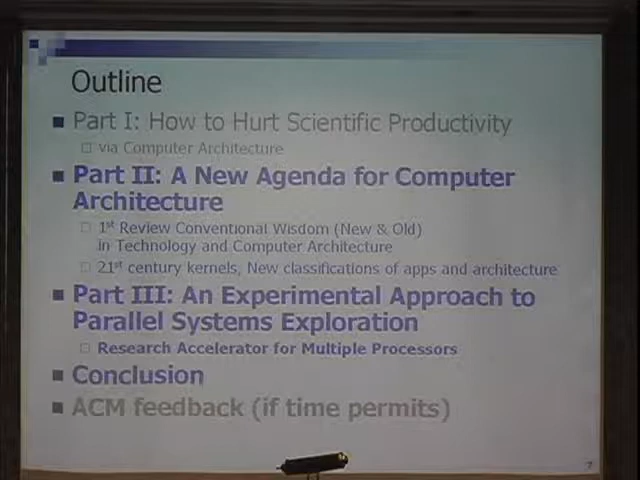 Outline
Part I: How to Hurt Scientific Productivity
via Computer Architecture
Part II: A New Agenda for Computer
Architecture
1st Review Conventional Wisdom (New & Old)
in Technology and Computer Architecture
21st century kernels, New classifications of apps and architecture
Part III: An Experimental Approach to
Parallel Systems Exploration
Research Accelerator for Multiple Processors
Conclusion
ACM feedback (if time permits)
7